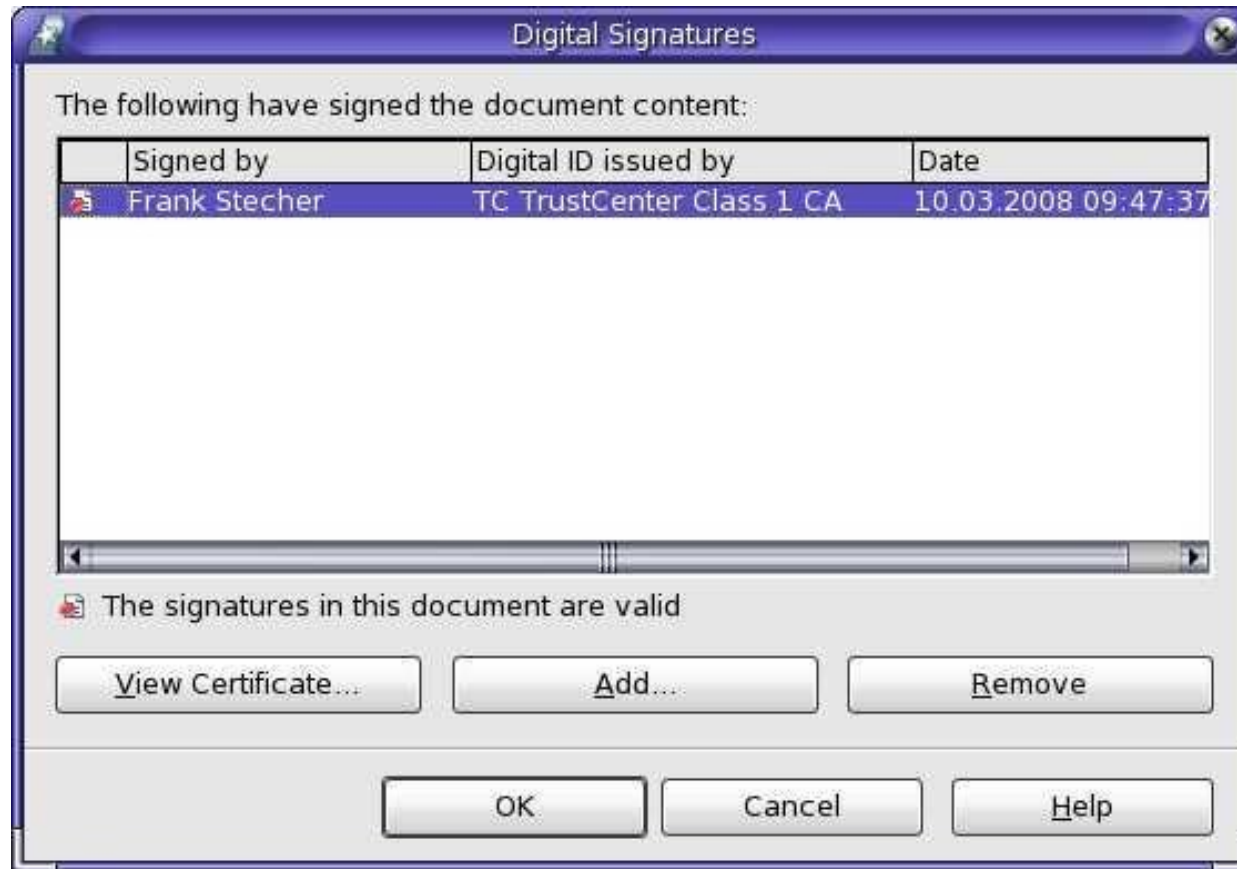 Digital Signatures
The following have signed the document content:
Signed by Digital ID issued by Date
Frank Stecher TC TrustCenter Class 1 CA 10.03.2008 09:47:37
The signatures in this document are valid
View Certificate... Add... Remove
OK Cancel Help